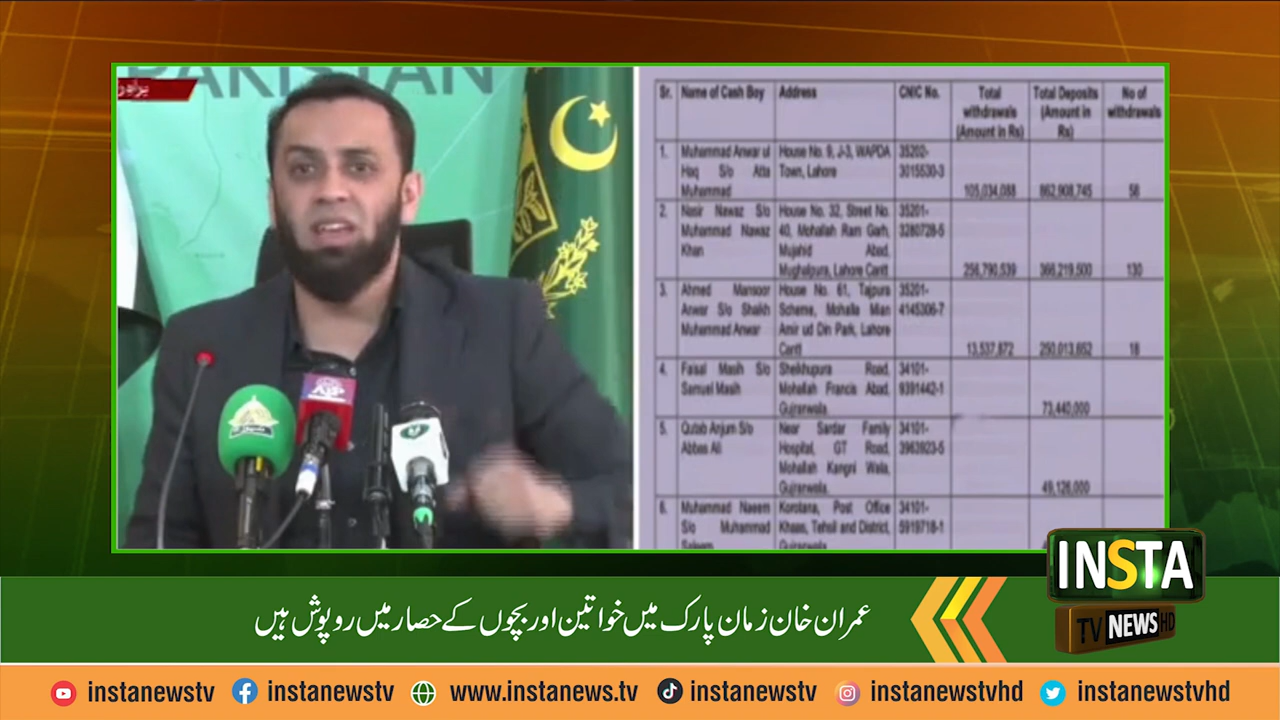 PAKISTAN
Sr. Name of Cash Boy Address CNIC No. Total withdrawals (Amount in Rs) Total Deposits (Amount in Rs) No of withdrawals
1. Muhammad Anwar ul Haq S/o Atta Muhammad House No. 9, J-3, WAPDA Town, Lahore 35202-3015530-3 105,034,088 862,908,745 58
2. Nasir Nawaz S/o Muhammad Nawaz Khan House No. 32, Street No. 40, Mohallah Ram Garh, Mujahid Abad, Mughalpura, Lahore Cantt 35201-3280728-5 256,790,539 366,219,500 130
3. Ahmed Mansoor Anwar S/o Shaikh Muhammad Anwar House No. 61, Tajpura Scheme, Mohalla Mian Amir ud Din Park, Lahore Cantt 35201-4145306-7 13,537,872 250,013,652 18
4. Faisal Masih S/o Samuel Masih Sheikhupura Road, Mohallah Francis Abad, Gujranwala. 34101-9391442-1 73,440,000
5. Qutab Anjum S/o Abbas Ali Near Sardar Family Hospital, GT Road, Mohallah Kangni Wala, Gujranwala. 34101-3963923-5 49,126,000
6. Muhammad Naeem S/o Muhammad Saleem Korotana, Post Office Khaas, Tehsil and District, Gujranwala 34101-5919718-1
INSTA
TV NEWS HD
عمران خان زمان پارک میں خواتین اور بچوں کے حصار میں روپوش ہیں
instanewstv instanewstv www.instanews.tv instanewstv instanewstvhd instanewstvhd